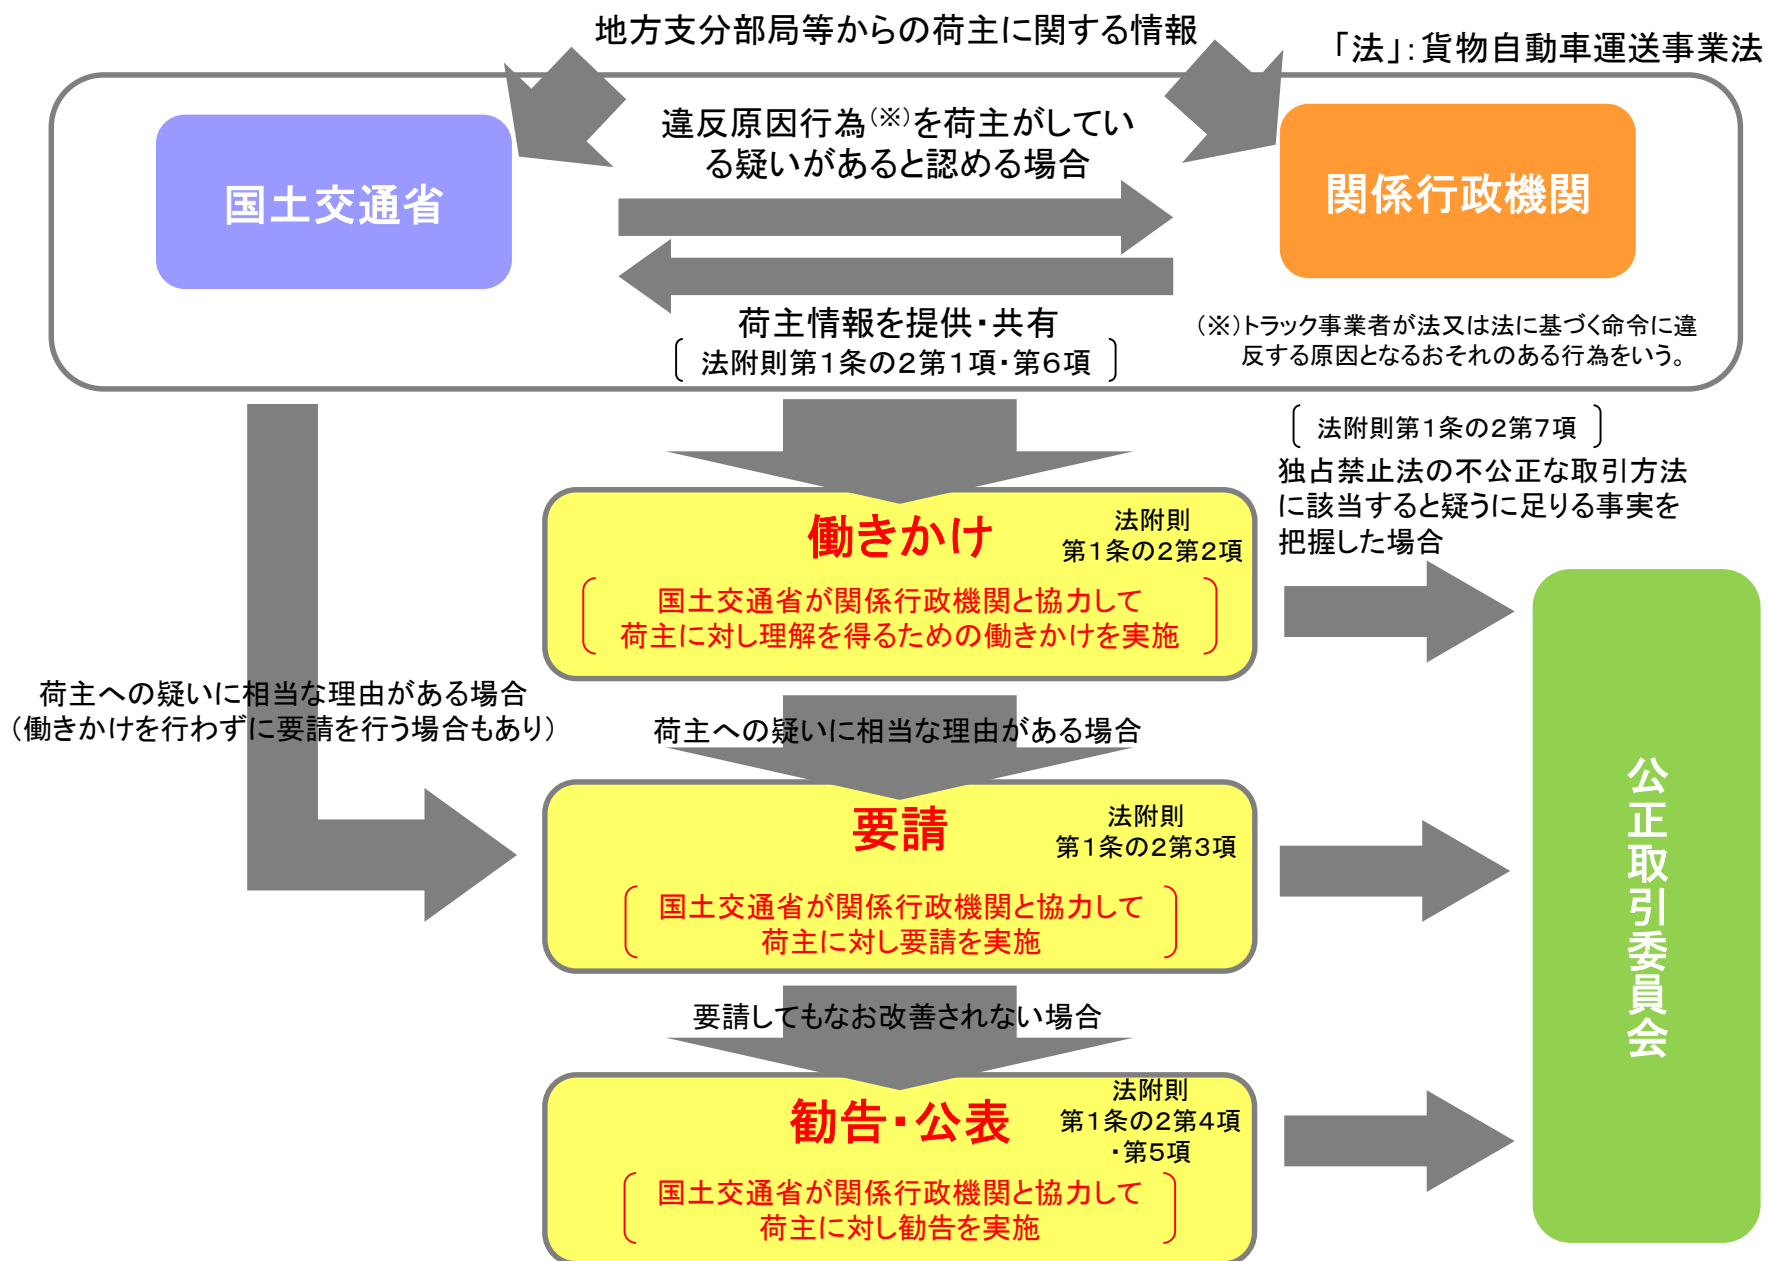 地方支分部局等からの荷主に関する情報
「法」：貨物自動車運送事業法
国土交通省
違反原因行為(※)を荷主がしてい
る疑いがあると認める場合
関係行政機関
荷主情報を提供・共有
法附則第１条の２第１項・第６項
(※)トラック事業者が法又は法に基づく命令に違
反する原因となるおそれのある行為をいう。
法附則第１条の２第７項
独占禁止法の不公正な取引方法
に該当すると疑うに足りる事実を
把握した場合
働きかけ
法附則
第１条の２第２項
国土交通省が関係行政機関と協力して
荷主に対し理解を得るための働きかけを実施
荷主への疑いに相当な理由がある場合
（働きかけを行わずに要請を行う場合もあり）
荷主への疑いに相当な理由がある場合
要請
法附則
第１条の２第３項
国土交通省が関係行政機関と協力して
荷主に対し要請を実施
公正取引委員会
要請してもなお改善されない場合
勧告・公表
法附則
第１条の２第４項
・第５項
国土交通省が関係行政機関と協力して
荷主に対し勧告を実施